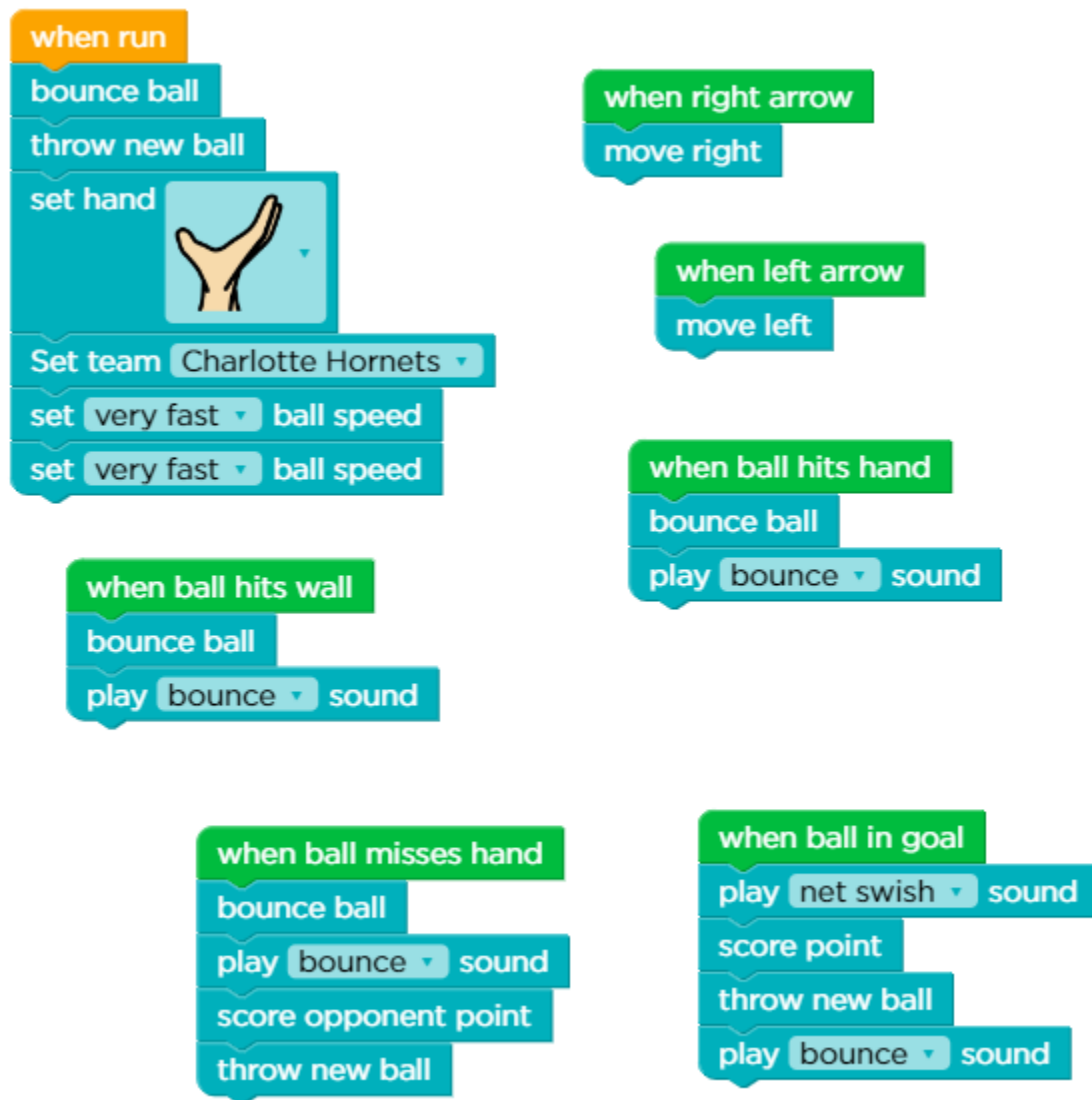 when run
bounce ball
throw new ball
set hand
Set team Charlotte Hornets
set very fast ball speed
set very fast ball speed
when right arrow
move right
when left arrow
move left
when ball hits hand
bounce ball
play bounce sound
when ball hits wall
bounce ball
play bounce sound
when ball misses hand
bounce ball
play bounce sound
score opponent point
throw new ball
when ball in goal
play net swish sound
score point
throw new ball
play bounce sound